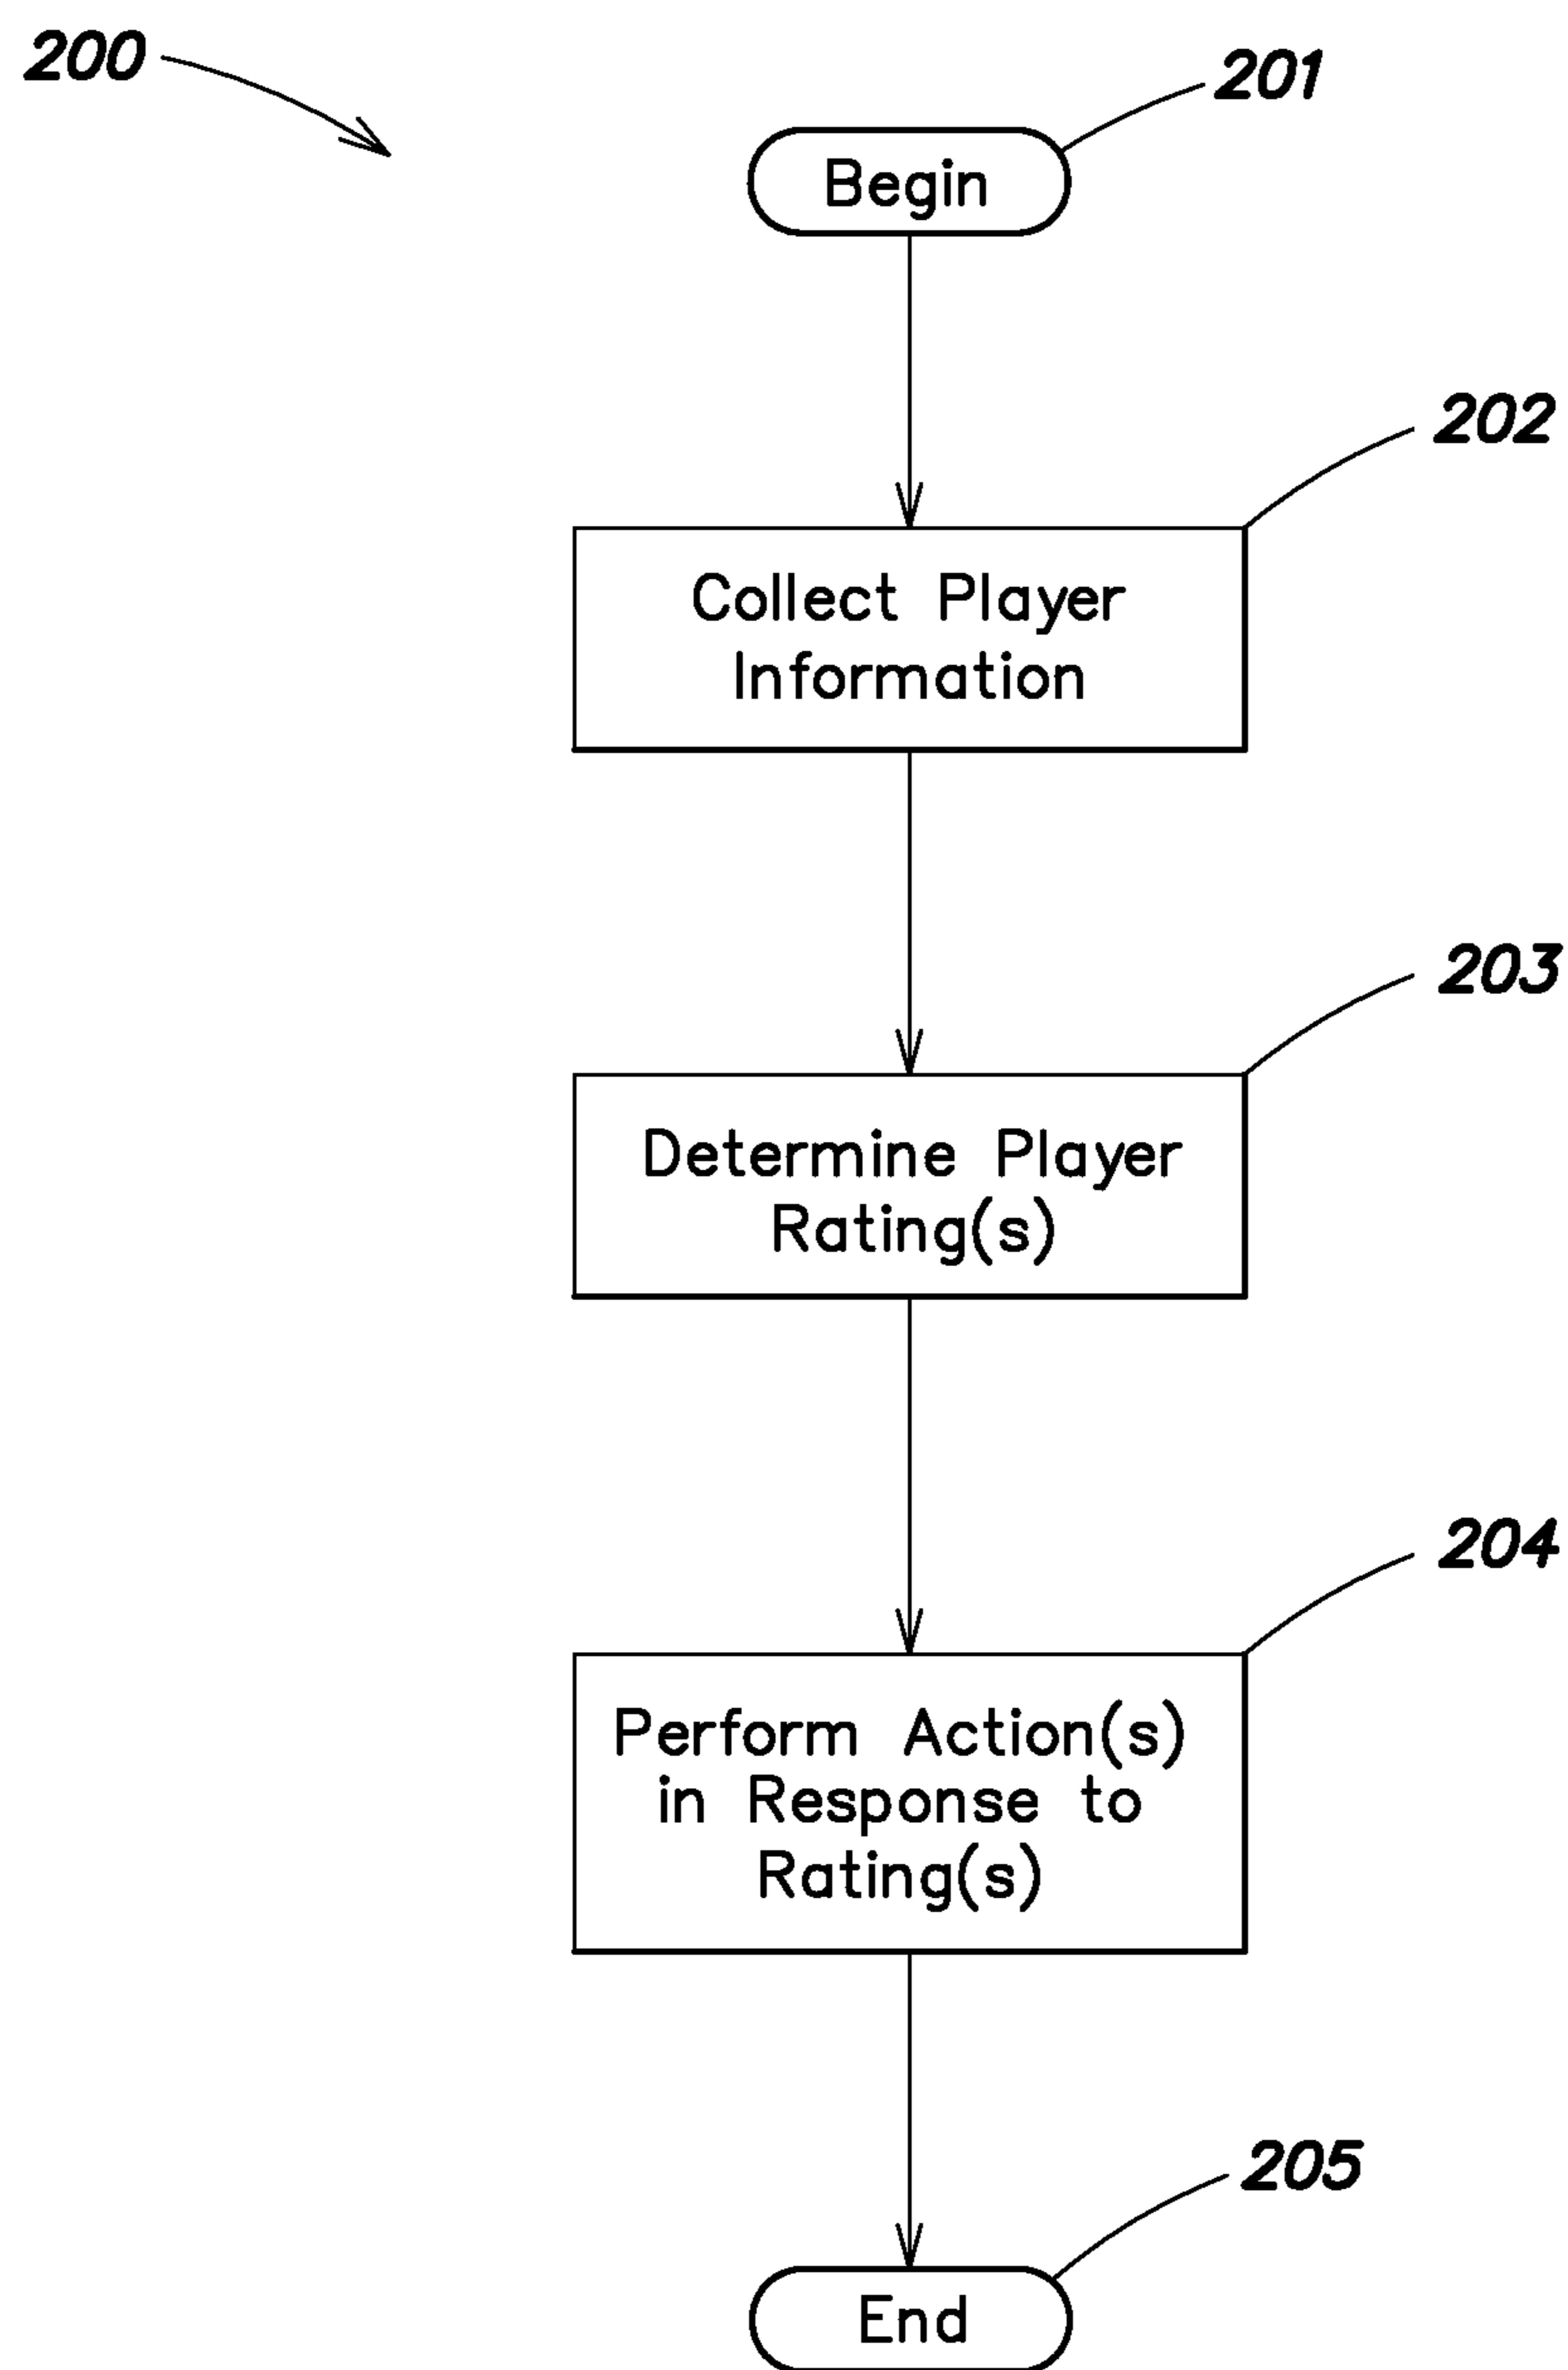 200
201
Begin
202
Collect Player
Information
203
Determine Player
Rating(s)
204
Perform Action(s)
in Response to
Rating(s)
205
End